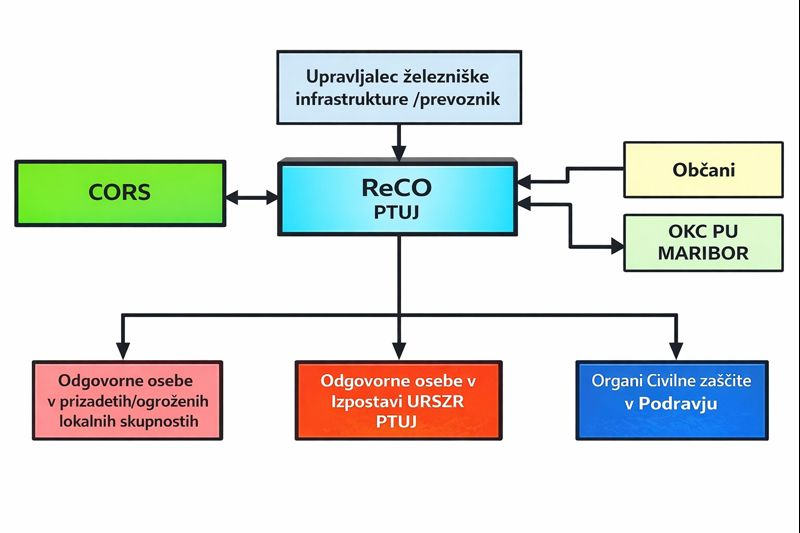 Upravljalec železniške
infrastrukture /prevoznik
CORS
ReCO
PTUJ
Občani
OKC PU
MARIBOR
Odgovorne osebe
v prizadetih/ogroženih
lokalnih skupnostih
Odgovorne osebe v
Izpostavi URSZR
PTUJ
Organi Civilne zaščite
v Podravju